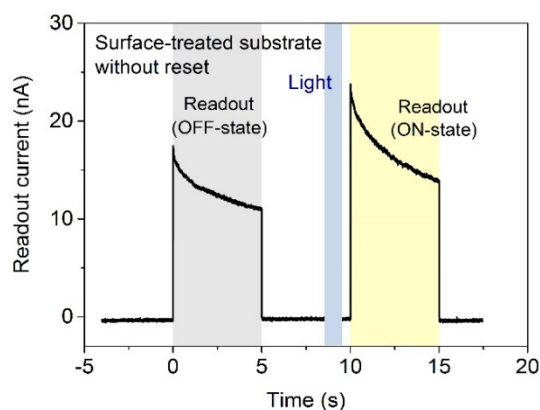 Surface-treated substrate
without reset
Light
Readout
(OFF-state)
Readout
(ON-state)
Readout current (nA)
30
20
10
0
-5
0
5
10
15
20
Time (s)